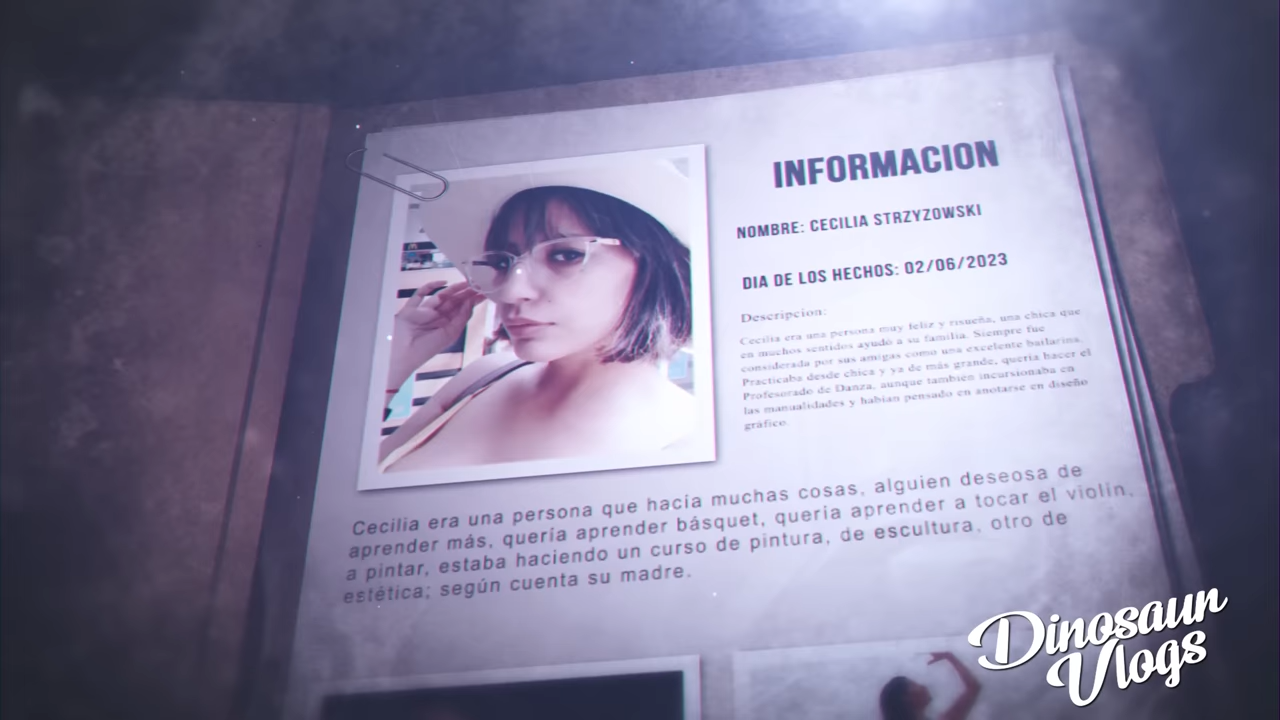 INFORMACION
NOMBRE: CECILIA STRZYZOWSKI
DIA DE LOS HECHOS: 02/06/2023
Descripcion:
Cecilia era una persona muy feliz y risueña, una chica que
en muchos sentidos ayudó a su familia. Siempre fue
considerada por sus amigas como una excelente bailarina.
Practicaba desde chica y ya de más grande, quería hacer el
Profesorado de Danza, aunque también incursionaba en
las manualidades y habían pensado en anotarse en diseño
gráfico.
Cecilia era una persona que hacía muchas cosas, alguien deseosa de
aprender más, quería aprender básquet, quería aprender a tocar el violín,
a pintar, estaba haciendo un curso de pintura, de escultura, otro de
estética; según cuenta su madre.
Dinosaun
Vlogs